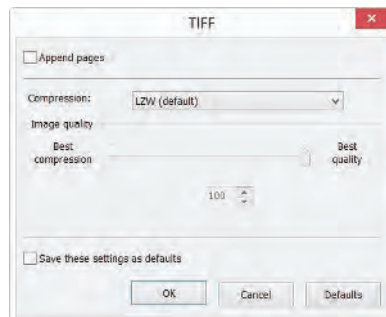 TIFF
Append pages
Compression: LZW (default)
Image quality
Best compression
Best quality
100
Save these settings as defaults
OK Cancel Defaults